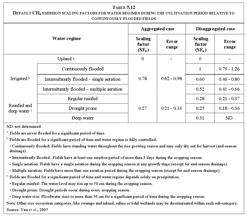 TABLE 5.12
DEFAULT CH4 EMISSION SCALING FACTORS FOR WATER REGIMES DURING THE CULTIVATION PERIOD RELATIVE TO
CONTINUOUSLY FLOODED FIELDS
Water regime
Aggregated case
Disaggregated case
Scaling factor (SFw)
Error range
Scaling factor (SFw)
Error range
Upland a
0
-
0
-
Irrigated b
Continuously flooded
0.78
0.62 - 0.98
1
0.79 - 1.26
Intermittently flooded – single aeration
0.60
0.46 - 0.80
Intermittently flooded – multiple aeration
0.52
0.41 - 0.66
Rainfed and deep water c
Regular rainfed
0.27
0.21 - 0.34
0.28
0.21 - 0.37
Drought prone
0.25
0.18 - 0.36
Deep water
0.31
ND
ND: not determined
a Fields are never flooded for a significant period of time.
b Fields are flooded for a significant period of time and water regime is fully controlled.
- Continuously flooded: Fields have standing water throughout the rice growing season and may only dry out for harvest (end-season
drainage).
- Intermittently flooded : Fields have at least one aeration period of more than 3 days during the cropping season.
- Single aeration: Fields have a single aeration during the cropping season at any growth stage (except for end-season drainage).
- Multiple aeration: Fields have more than one aeration period during the cropping season (except for end-season drainage).
c Fields are flooded for a significant period of time and water regime depends solely on precipitation.
- Regular rainfed: The water level may rise up to 50 cm during the cropping season.
- Drought prone: Drought periods occur during every cropping season.
- Deep water rice: Floodwater rises to more than 50 cm for a significant period of time during the cropping season.
Note: Other rice ecosystem categories, like swamps and inland, saline or tidal wetlands may be discriminated within each sub-category.
Source: Yan et al., 2005